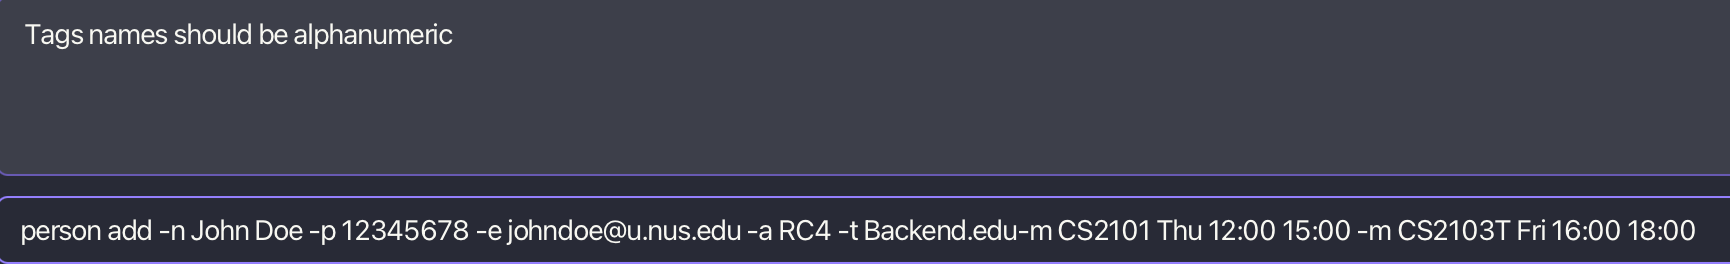 Tags names should be alphanumeric
person add -n John Doe -p 12345678 -e johndoe@u.nus.edu -a RC4 -t Backend.edu-m CS2101 Thu 12:00 15:00 -m CS2103T Fri 16:00 18:00